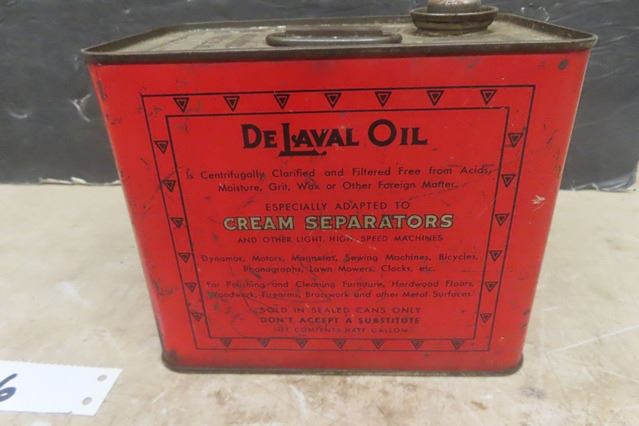 DE LAVAL OIL
Is Centrifugally Clarified and Filtered Free from Acids,
Moisture, Grit, Wax or Other Foreign Matter.
ESPECIALLY ADAPTED TO
CREAM SEPARATORS
AND OTHER LIGHT, HIGH-SPEED MACHINES
Dynamos, Motors, Magnetos, Sewing Machines, Bicycles,
Phonographs, Lawn Mowers, Clocks, etc.
For Polishing and Cleaning Furniture, Hardwood Floors,
Woodwork, Firearms, Brasswork and other Metal Surfaces
SOLD IN SEALED CANS ONLY
DON'T ACCEPT A SUBSTITUTE
NET CONTENTS HALF GALLON
6